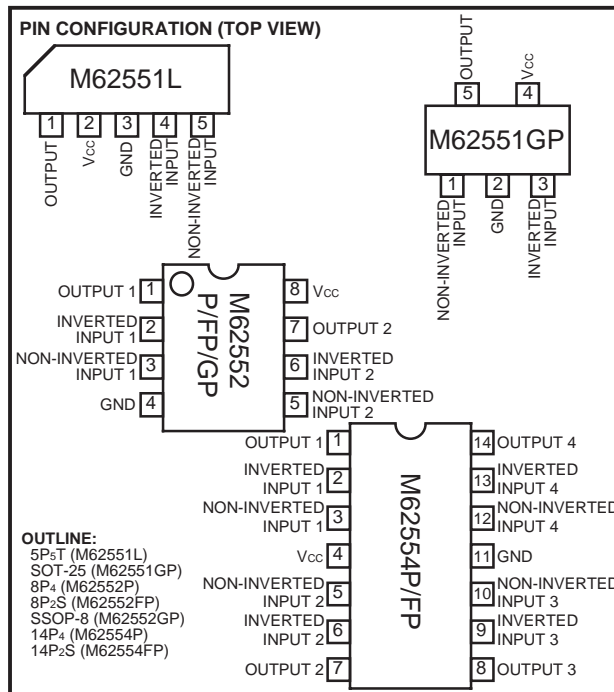 PIN CONFIGURATION (TOP VIEW)
M62551L
1
2
3
4
5
OUTPUT
Vcc
GND
INVERTED
INPUT
NON-INVERTED
INPUT
OUTPUT
Vcc
5
4
M62551GP
1
2
3
NON-INVERTED
INPUT
GND
INVERTED
INPUT
OUTPUT 1
1
INVERTED
INPUT 1
2
NON-INVERTED
INPUT 1
3
GND
4
M62552
P/FP/GP
8
Vcc
7
OUTPUT 2
6
INVERTED
INPUT 2
5
NON-INVERTED
INPUT 2
OUTPUT 1
1
INVERTED
INPUT 1
2
NON-INVERTED
INPUT 1
3
Vcc
4
NON-INVERTED
INPUT 2
5
INVERTED
INPUT 2
6
OUTPUT 2
7
M62554P/FP
14
OUTPUT 4
13
INVERTED
INPUT 4
12
NON-INVERTED
INPUT 4
11
GND
10
NON-INVERTED
INPUT 3
9
INVERTED
INPUT 3
8
OUTPUT 3
OUTLINE:
5P5T (M62551L)
SOT-25 (M62551GP)
8P4 (M62552P)
8P2S (M62552FP)
SSOP-8 (M62552GP)
14P4 (M62554P)
14P2S (M62554FP)